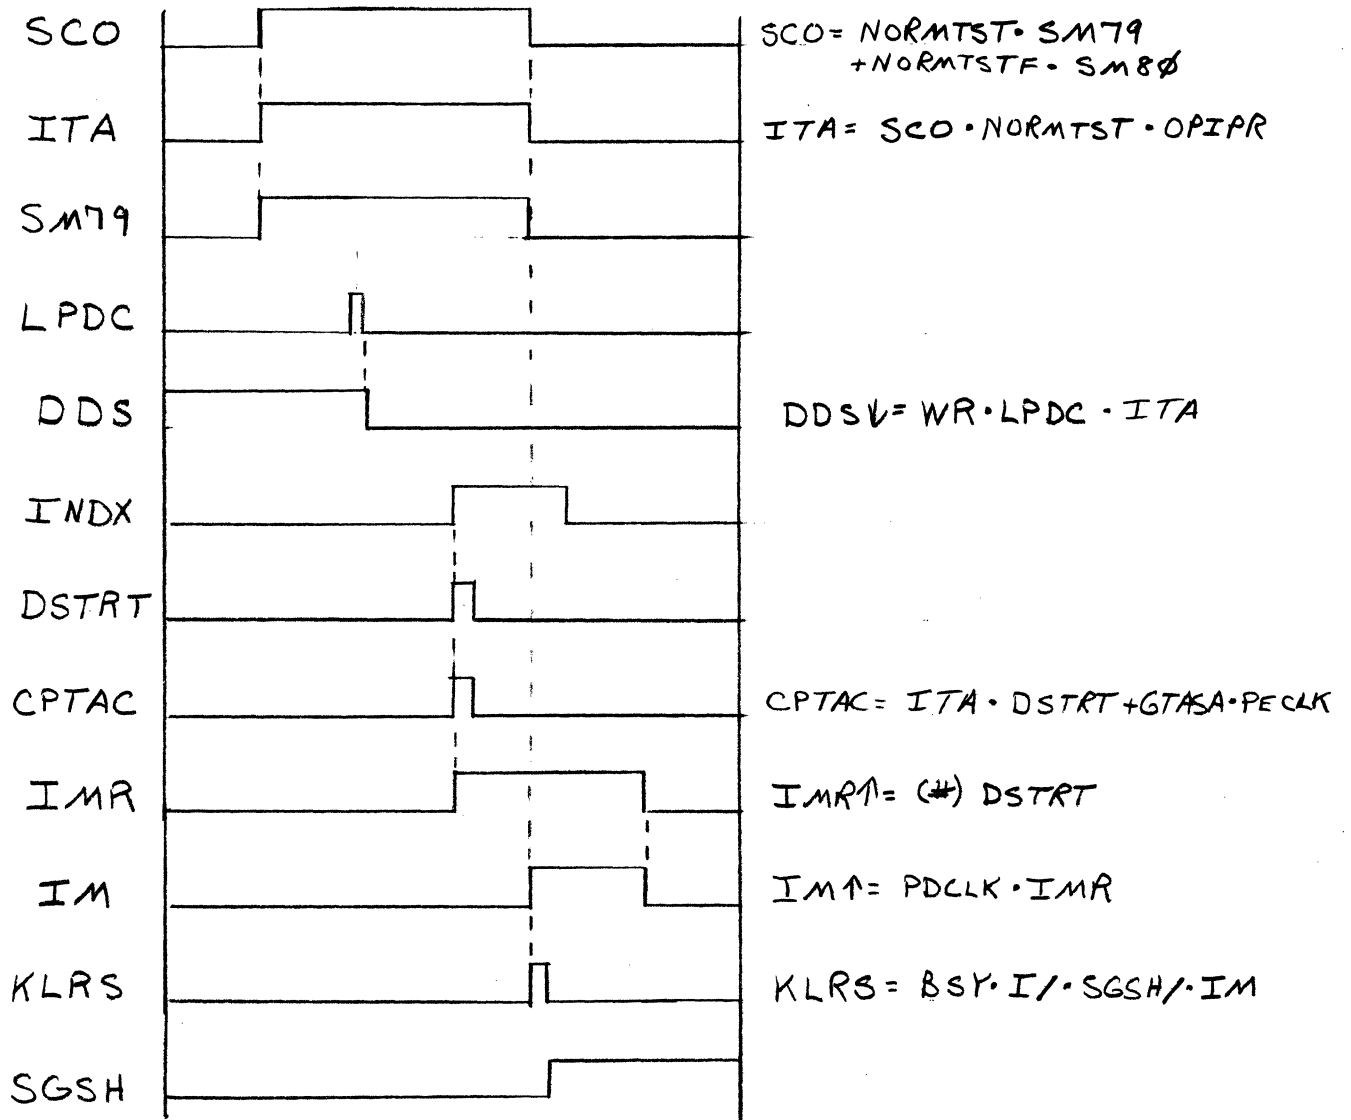 SCO
SCO= NORMTST· SM79
+NORMTSTF· SM8Ø
ITA
ITA= SCO·NORMTST·OPIPR
SM79
LPDC
DDS
DDS↓= WR·LPDC·ITA
INDX
DSTRT
CPTAC
CPTAC= ITA·DSTRT+GTASA·PECLK
IMR
IMR↑= (#) DSTRT
IM
IM↑= PDCLK·IMR
KLRS
KLRS= BSY·I/·SGSH/·IM
SGSH